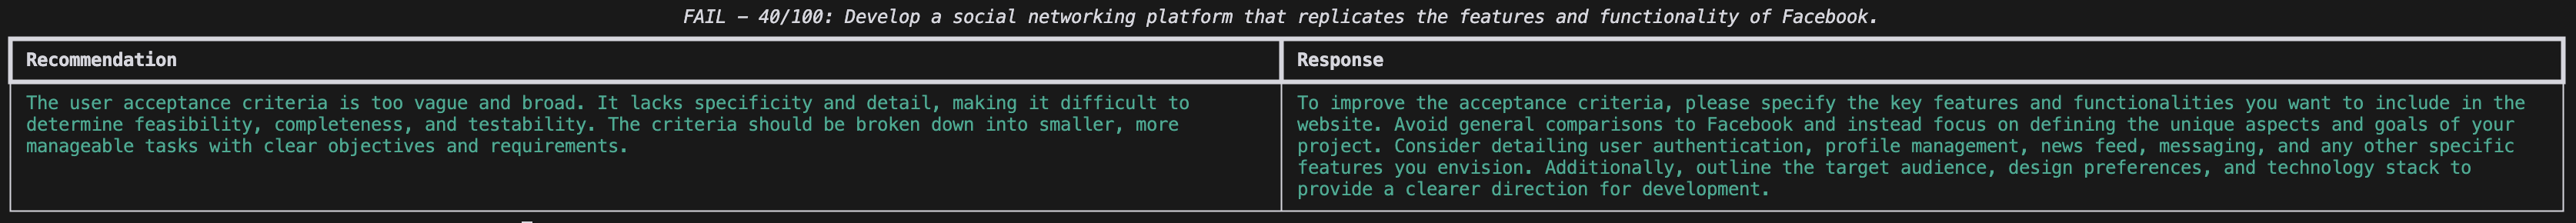 FAIL – 40/100: Develop a social networking platform that replicates the features and functionality of Facebook.
Recommendation
Response
The user acceptance criteria is too vague and broad. It lacks specificity and detail, making it difficult to
determine feasibility, completeness, and testability. The criteria should be broken down into smaller, more
manageable tasks with clear objectives and requirements.
To improve the acceptance criteria, please specify the key features and functionalities you want to include in the
website. Avoid general comparisons to Facebook and instead focus on defining the unique aspects and goals of your
project. Consider detailing user authentication, profile management, news feed, messaging, and any other specific
features you envision. Additionally, outline the target audience, design preferences, and technology stack to
provide a clearer direction for development.